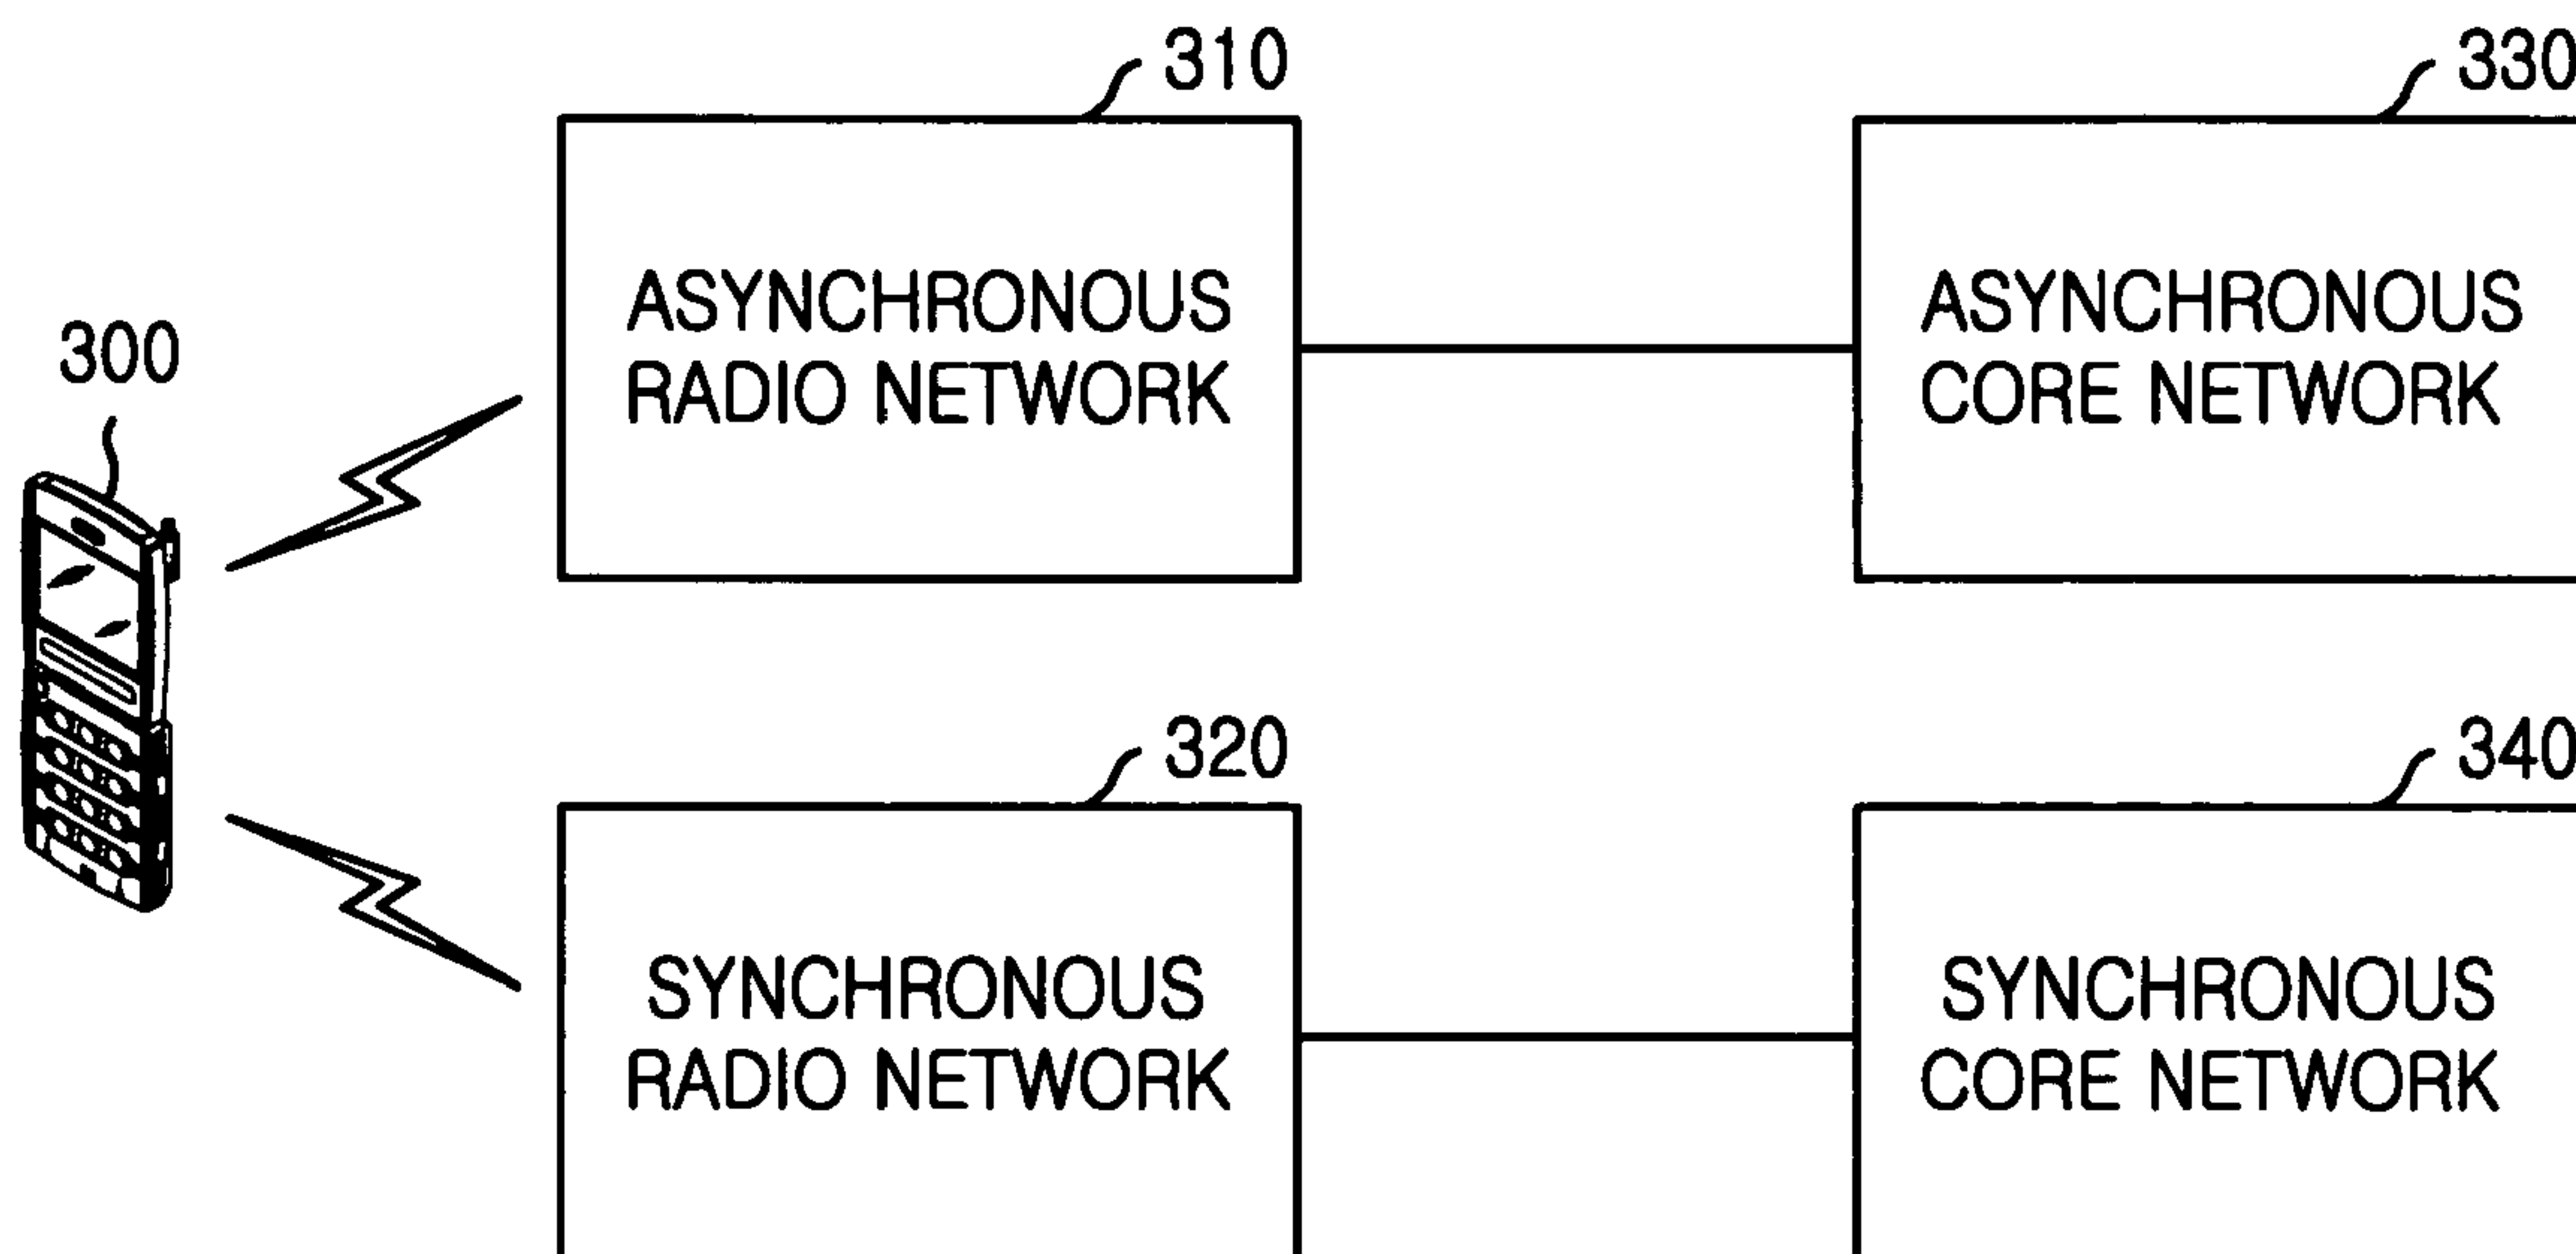 310
330
ASYNCHRONOUS
RADIO NETWORK
ASYNCHRONOUS
CORE NETWORK
300
320
340
SYNCHRONOUS
RADIO NETWORK
SYNCHRONOUS
CORE NETWORK